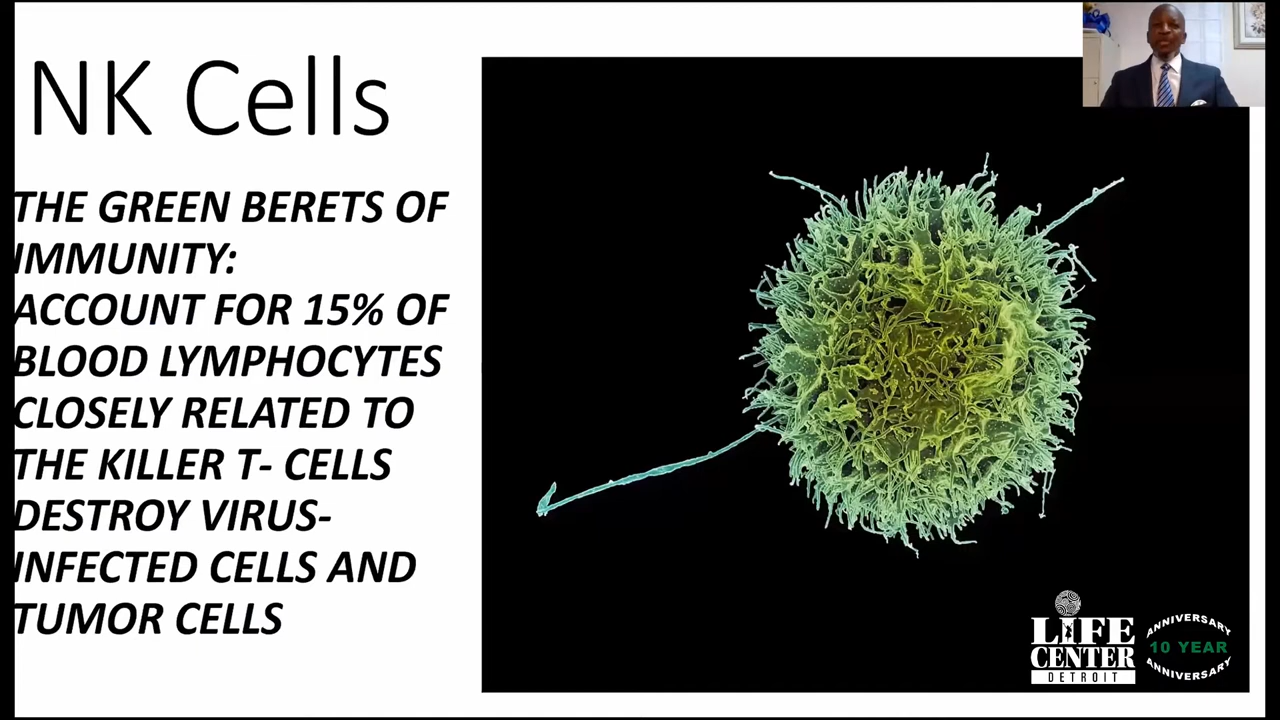 NK Cells
THE GREEN BERETS OF
IMMUNITY:
ACCOUNT FOR 15% OF
BLOOD LYMPHOCYTES
CLOSELY RELATED TO
THE KILLER T- CELLS
DESTROY VIRUS-
INFECTED CELLS AND
TUMOR CELLS
LIFE
CENTER
DETROIT
ANNIVERSARY
10 YEAR
ANNIVERSARY